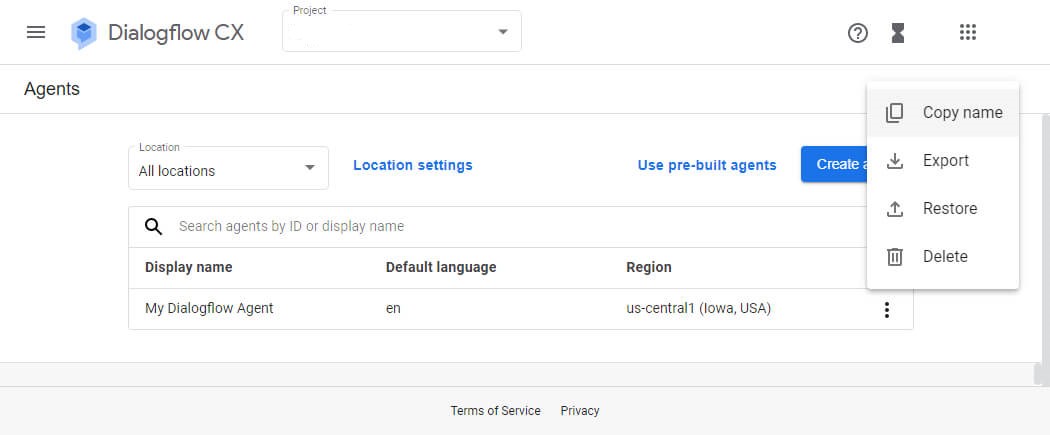 Project
Dialogflow CX
Agents
Copy name
Location
All locations
Location settings
Use pre-built agents
Create a
Export
Restore
Search agents by ID or display name
Delete
Display name
Default language
Region
My Dialogflow Agent
en
us-central1 (Iowa, USA)
Terms of Service
Privacy